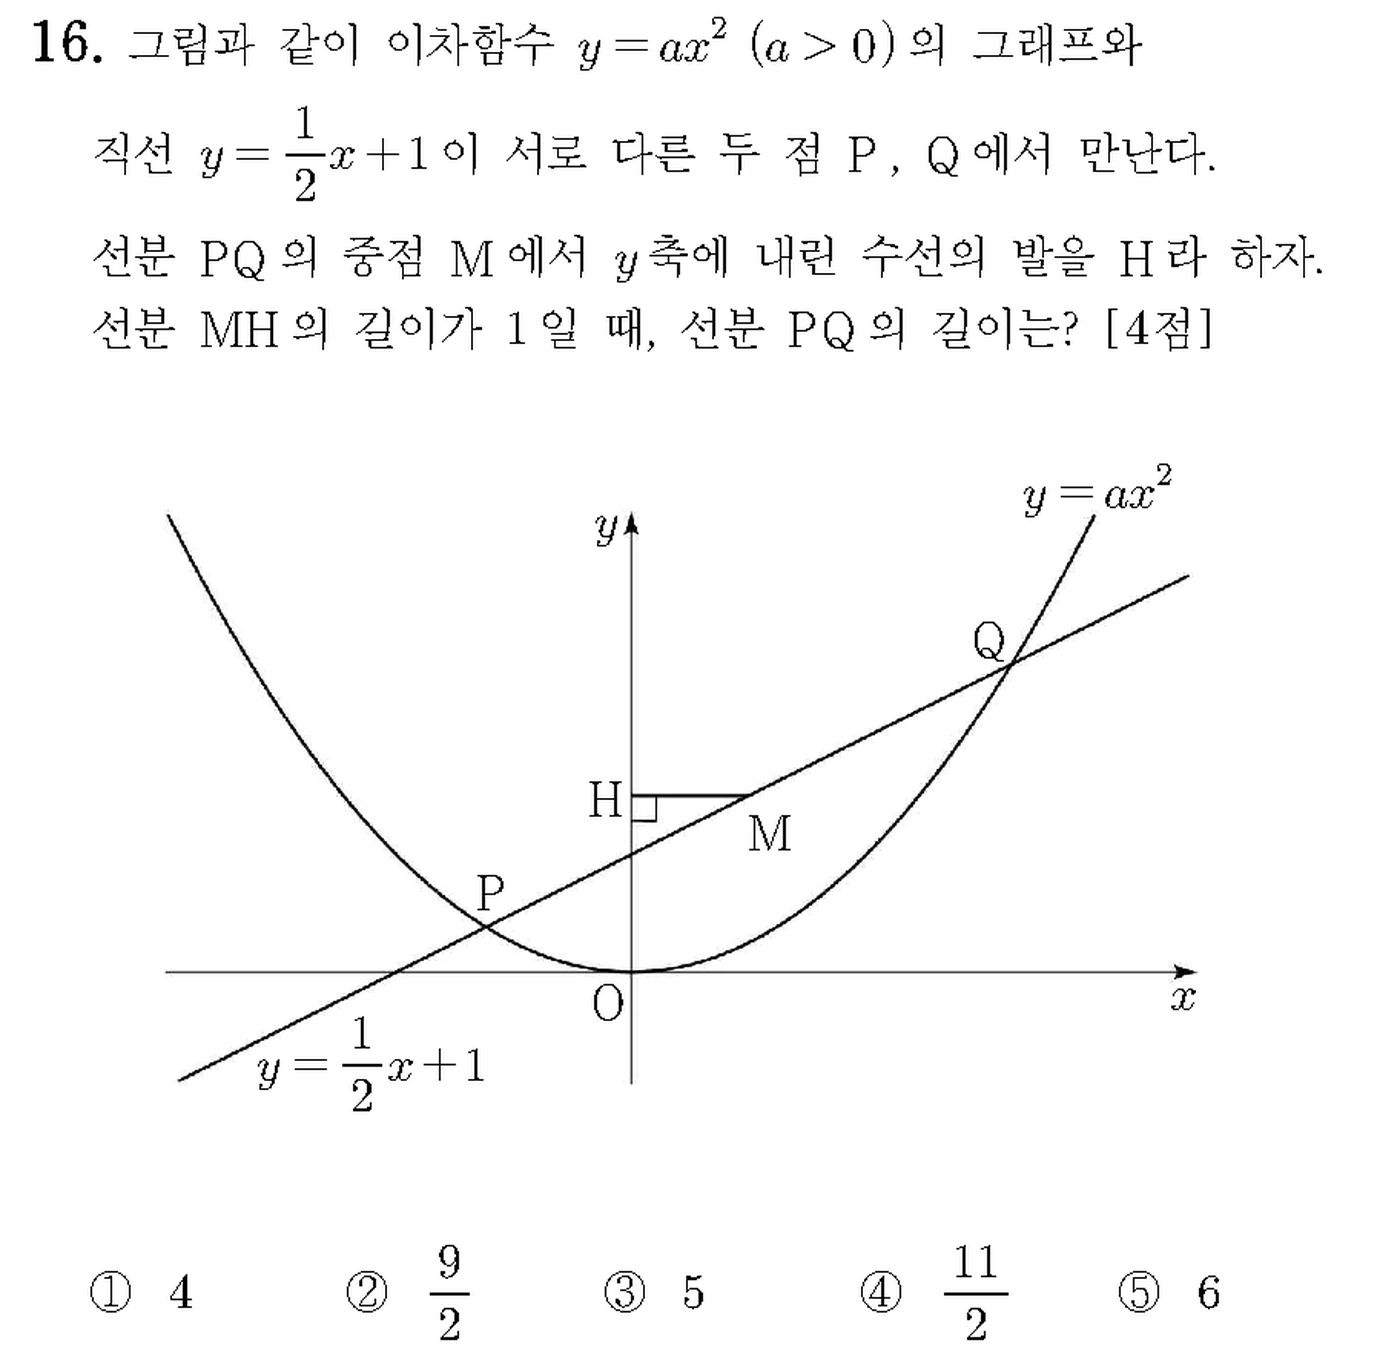 16. 그림과 같이 이차함수 y=ax² (a>0)의 그래프와
직선 y=1/2x+1이 서로 다른 두 점 P, Q에서 만난다.
선분 PQ의 중점 M에서 y축에 내린 수선의 발을 H라 하자.
선분 MH의 길이가 1일 때, 선분 PQ의 길이는? [4점]
y=ax²
y
Q
H
M
P
O
x
y=1/2x+1
① 4 ② 9/2 ③ 5 ④ 11/2 ⑤ 6